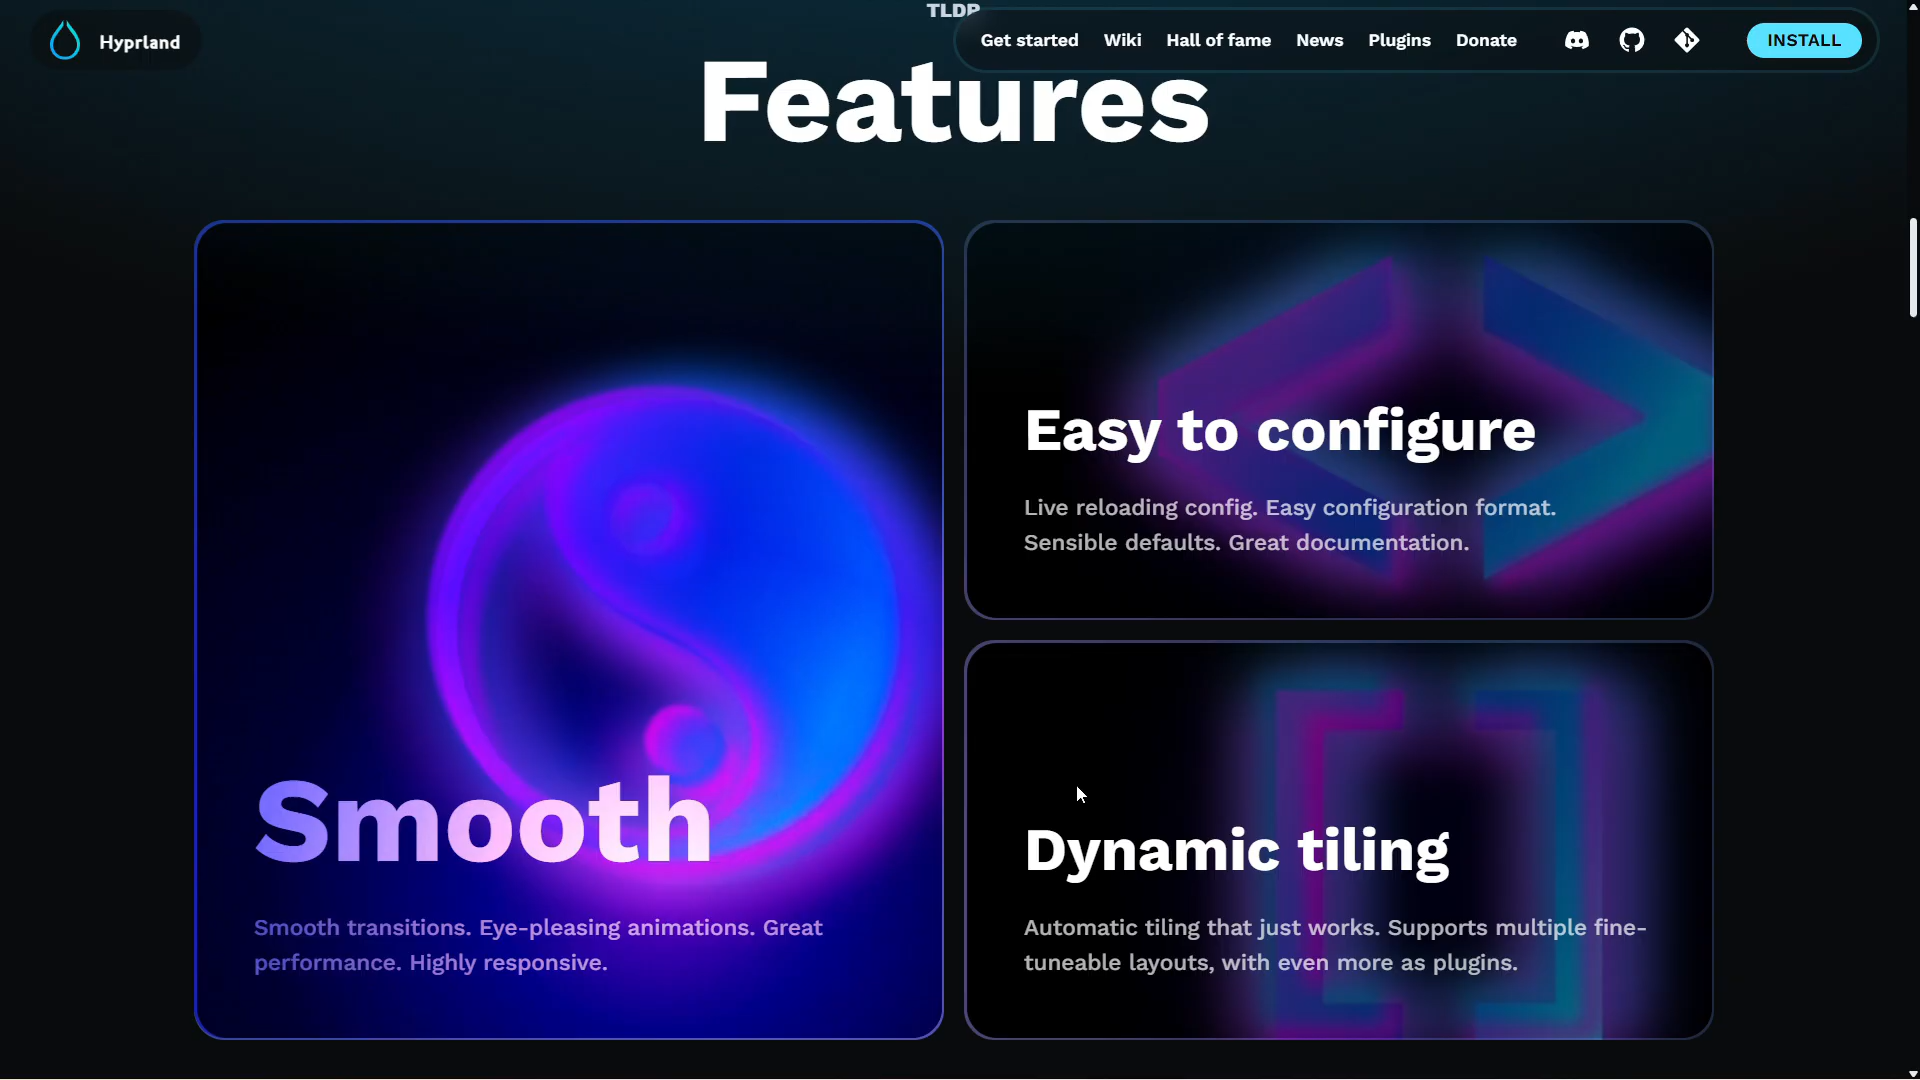 TLDR
Hyprland
Get started Wiki Hall of fame News Plugins Donate INSTALL
Features
Smooth
Smooth transitions. Eye-pleasing animations. Great
performance. Highly responsive.
Easy to configure
Live reloading config. Easy configuration format.
Sensible defaults. Great documentation.
Dynamic tiling
Automatic tiling that just works. Supports multiple fine-
tuneable layouts, with even more as plugins.